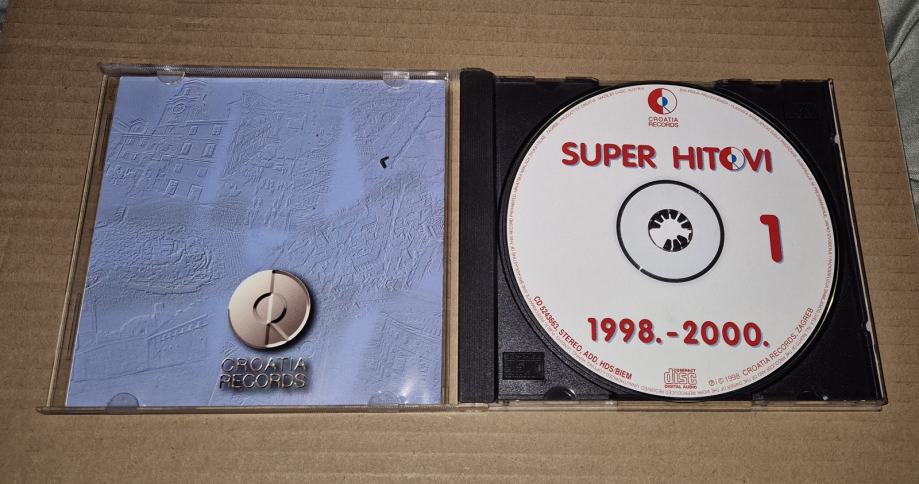 CROATIA
RECORDS
CROATIA
RECORDS
SUPER HITOVI
1
1998.-2000.
CD 5243663, STEREO, ADD, HDS/BIEM
COMPACT
disc
DIGITAL AUDIO
℗ © 1998 CROATIA RECORDS, ZAGREB